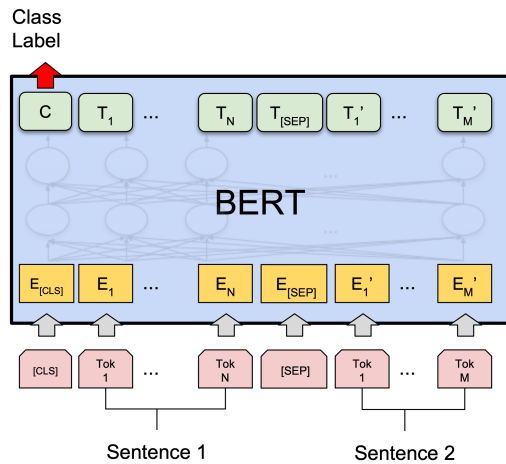 Class
Label
C T1 ... TN T[SEP] T1' ... TM'
...
BERT
...
E[CLS] E1 ... EN E[SEP] E1' ... EM'
[CLS] Tok 1 ... Tok N [SEP] Tok 1 ... Tok M
Sentence 1 Sentence 2